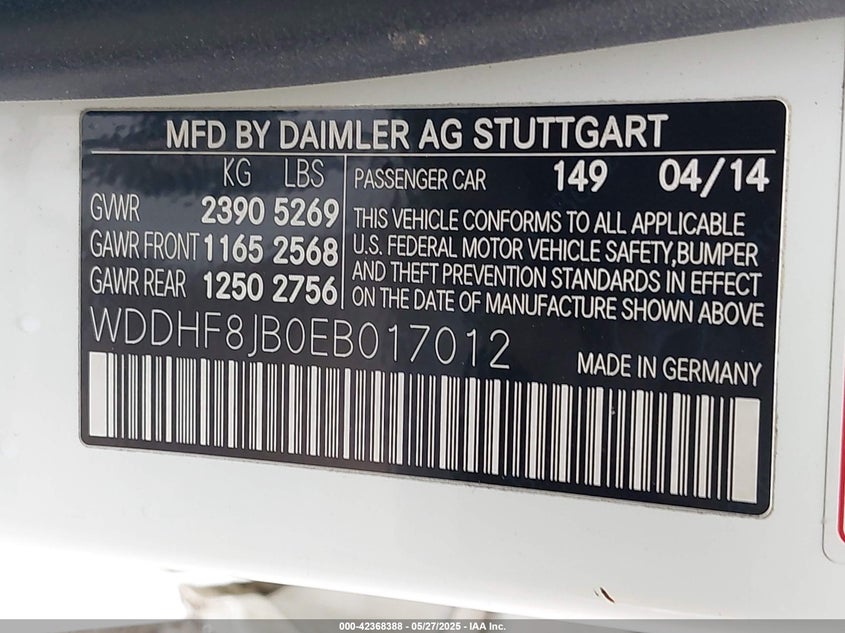 MFD BY DAIMLER AG STUTTGART
KG LBS
GVWR 2390 5269
GAWR FRONT 1165 2568
GAWR REAR 1250 2756
PASSENGER CAR 149 04/14
THIS VEHICLE CONFORMS TO ALL APPLICABLE
U.S. FEDERAL MOTOR VEHICLE SAFETY,BUMPER
AND THEFT PREVENTION STANDARDS IN EFFECT
ON THE DATE OF MANUFACTURE SHOWN ABOVE
WDDHF8JB0EB017012
MADE IN GERMANY
000-42368388 - 05/27/2025 - IAA Inc.